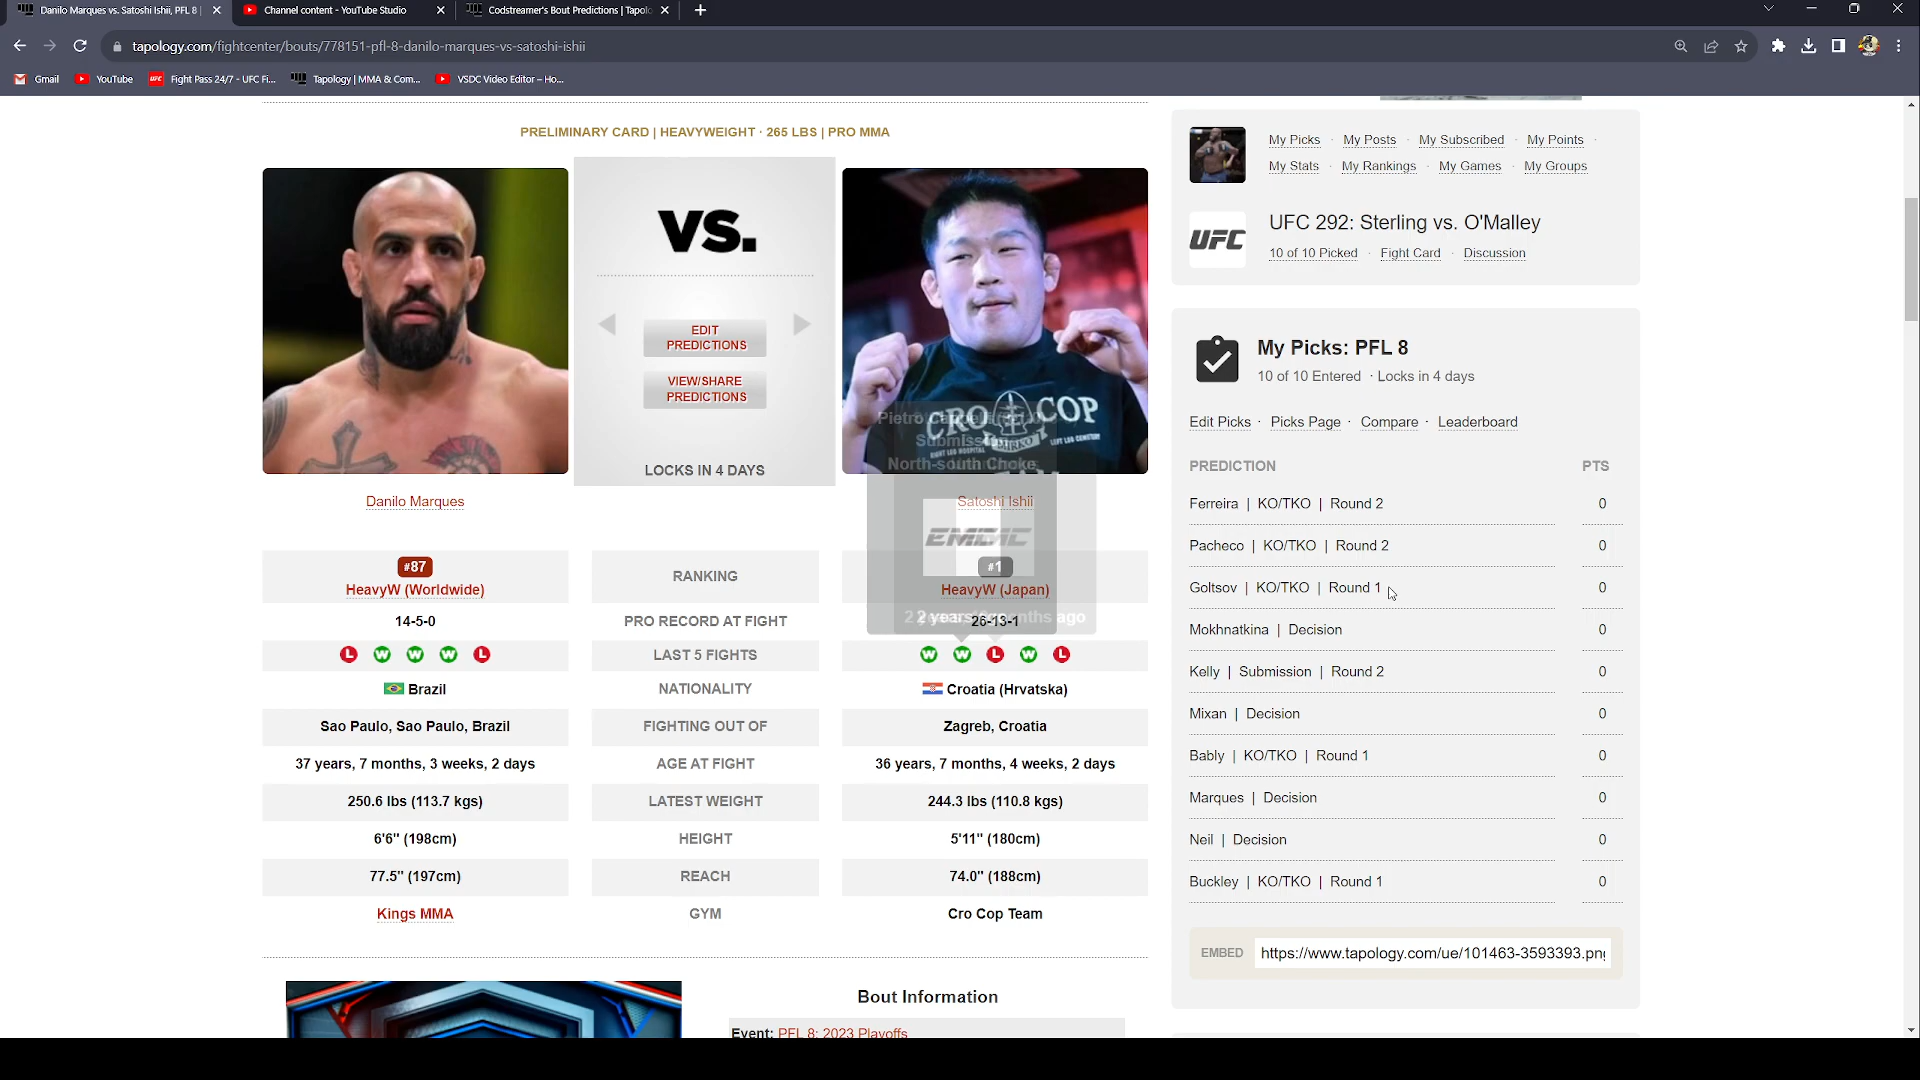 Danilo Marques vs. Satoshi Ishii, PFL 8 |
Channel content - YouTube Studio
Codstreamer's Bout Predictions | Tapolo
tapology.com/fightcenter/bouts/778151-pfl-8-danilo-marques-vs-satoshi-ishii
Gmail
YouTube
UFC
Fight Pass 24/7 - UFC Fi...
Tapology | MMA & Com...
VSDC Video Editor – Ho...
PRELIMINARY CARD | HEAVYWEIGHT · 265 LBS | PRO MMA
VS.
EDIT
PREDICTIONS
VIEW/SHARE
PREDICTIONS
LOCKS IN 4 DAYS
CRO COP
TEAM
Submission
North-south Choke
Danilo Marques
Satoshi Ishii
#87
HeavyW (Worldwide)
RANKING
#1
HeavyW (Japan)
14-5-0
PRO RECORD AT FIGHT
26-13-1
L W W W L
LAST 5 FIGHTS
W W L W L
Brazil
NATIONALITY
Croatia (Hrvatska)
Sao Paulo, Sao Paulo, Brazil
FIGHTING OUT OF
Zagreb, Croatia
37 years, 7 months, 3 weeks, 2 days
AGE AT FIGHT
36 years, 7 months, 4 weeks, 2 days
250.6 lbs (113.7 kgs)
LATEST WEIGHT
244.3 lbs (110.8 kgs)
6'6" (198cm)
HEIGHT
5'11" (180cm)
77.5" (197cm)
REACH
74.0" (188cm)
Kings MMA
GYM
Cro Cop Team
Bout Information
Event: PFL 8: 2023 Playoffs
My Picks · My Posts · My Subscribed · My Points ·
My Stats · My Rankings · My Games · My Groups
UFC
UFC 292: Sterling vs. O'Malley
10 of 10 Picked · Fight Card · Discussion
My Picks: PFL 8
10 of 10 Entered · Locks in 4 days
Edit Picks · Picks Page · Compare · Leaderboard
PREDICTION PTS
Ferreira | KO/TKO | Round 2 0
Pacheco | KO/TKO | Round 2 0
Goltsov | KO/TKO | Round 1 0
Mokhnatkina | Decision 0
Kelly | Submission | Round 2 0
Mixan | Decision 0
Bably | KO/TKO | Round 1 0
Marques | Decision 0
Neil | Decision 0
Buckley | KO/TKO | Round 1 0
EMBED https://www.tapology.com/ue/101463-3593393.png